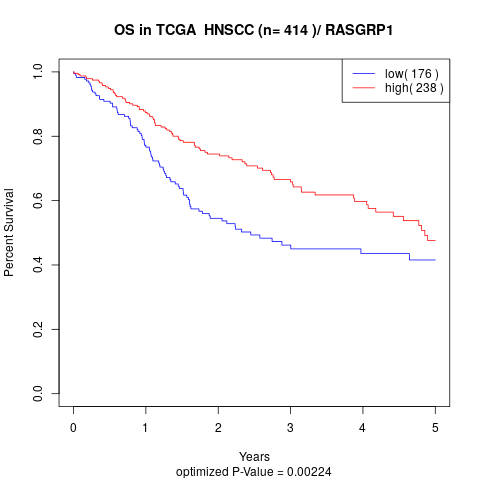 OS in TCGA  HNSCC (n= 414 )/ RASGRP1
low( 176 )
high( 238 )
Percent Survival
1.0
0.8
0.6
0.4
0.2
0.0
0 1 2 3 4 5
Years
optimized P-Value = 0.00224